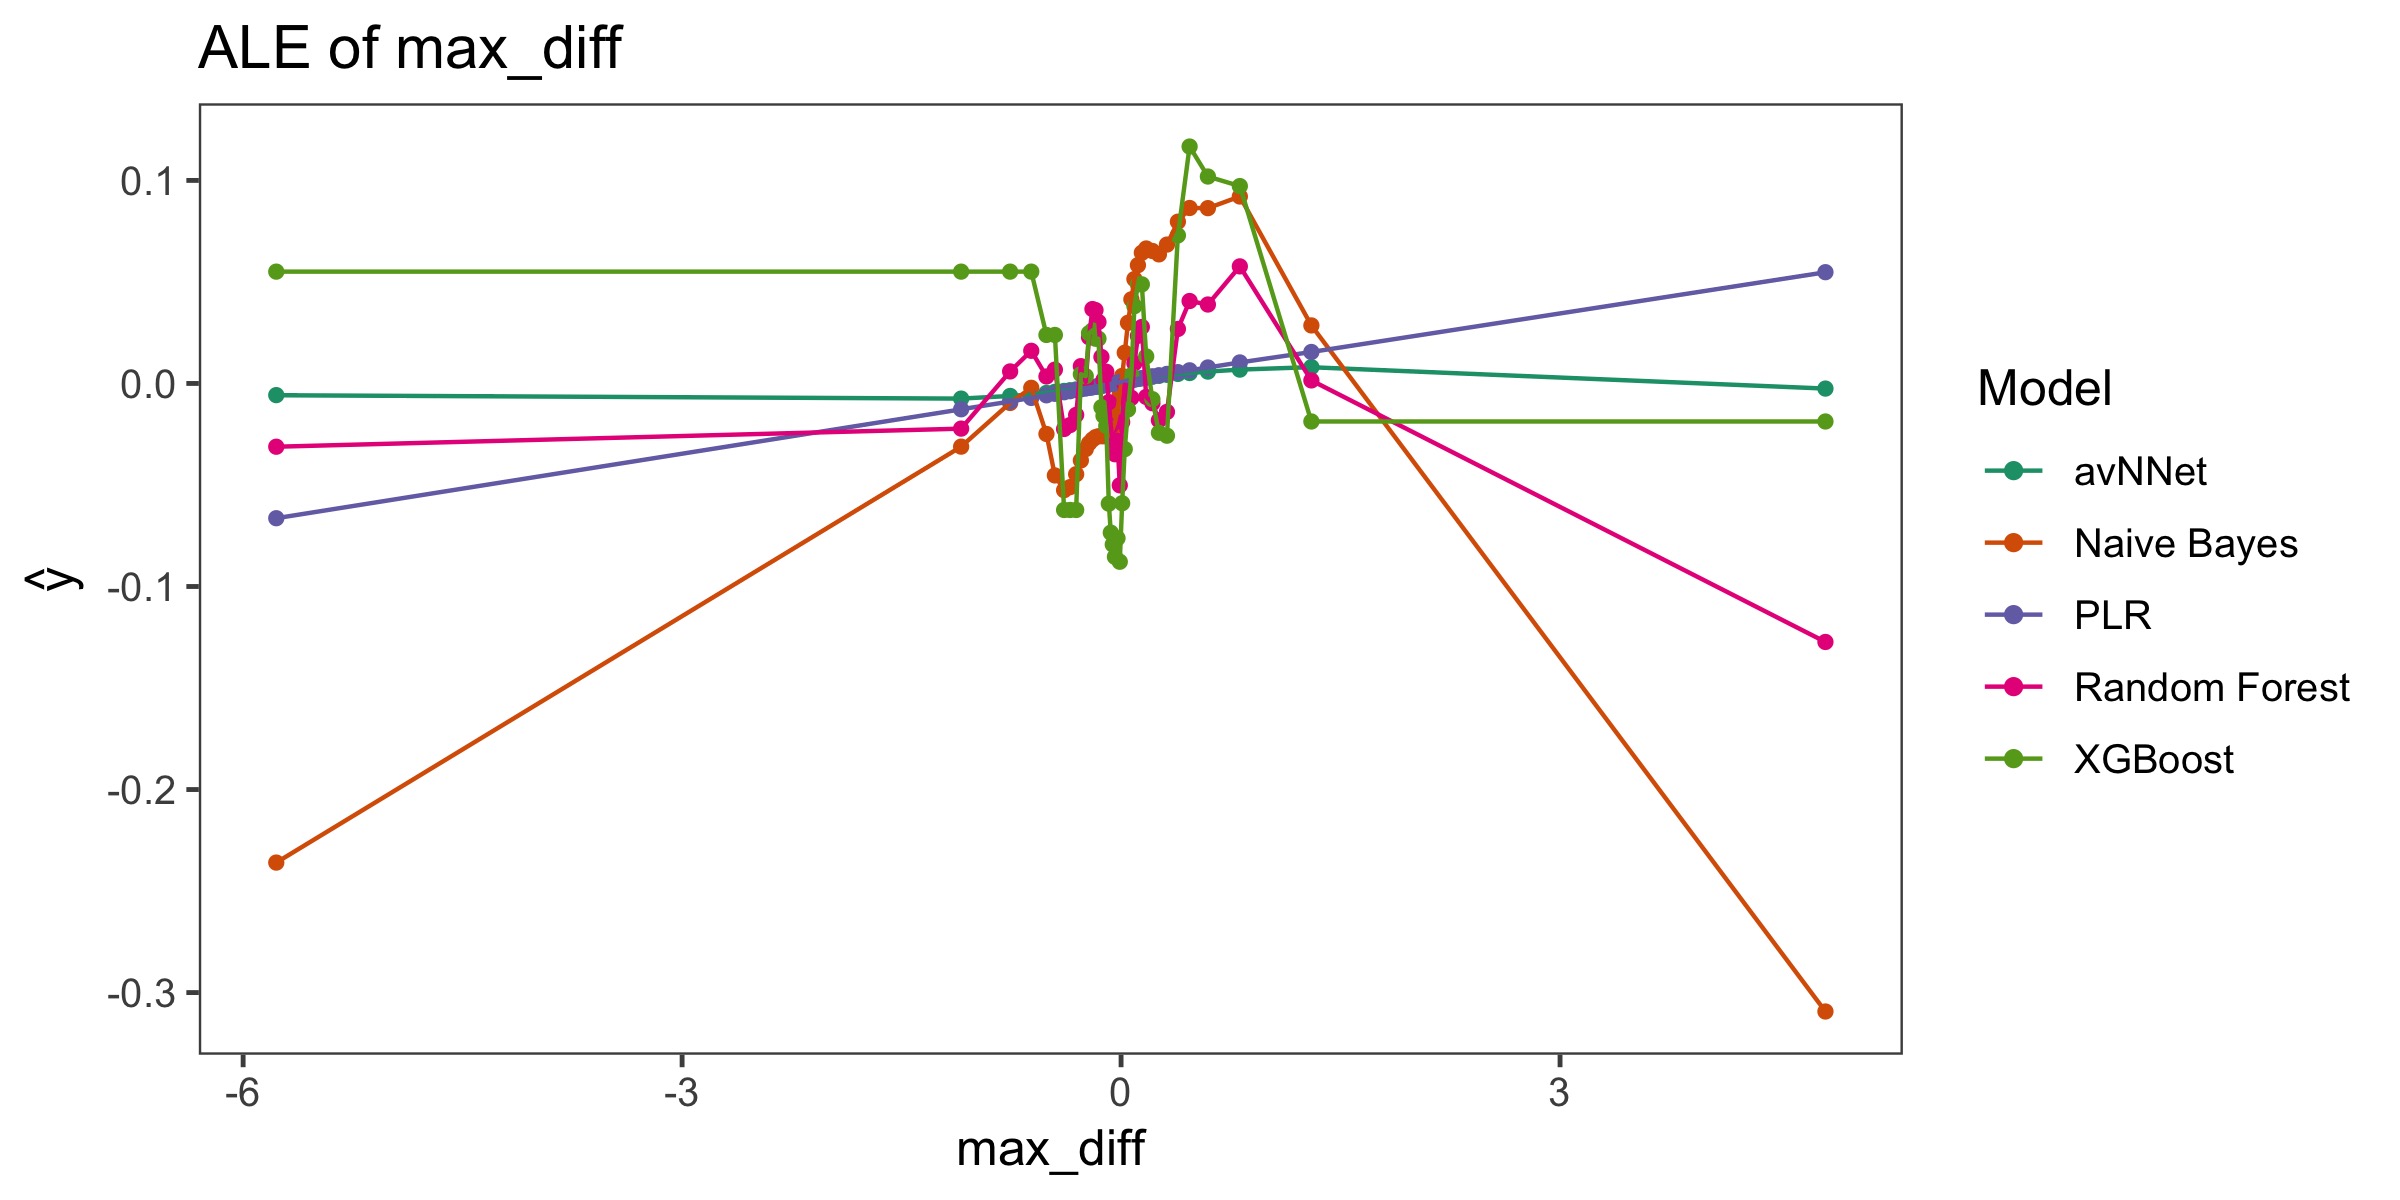 ALE of max_diff
0.1
0.0
-0.1
-0.2
-0.3
ŷ
-6
-3
0
3
max_diff
Model
avNNet
Naive Bayes
PLR
Random Forest
XGBoost